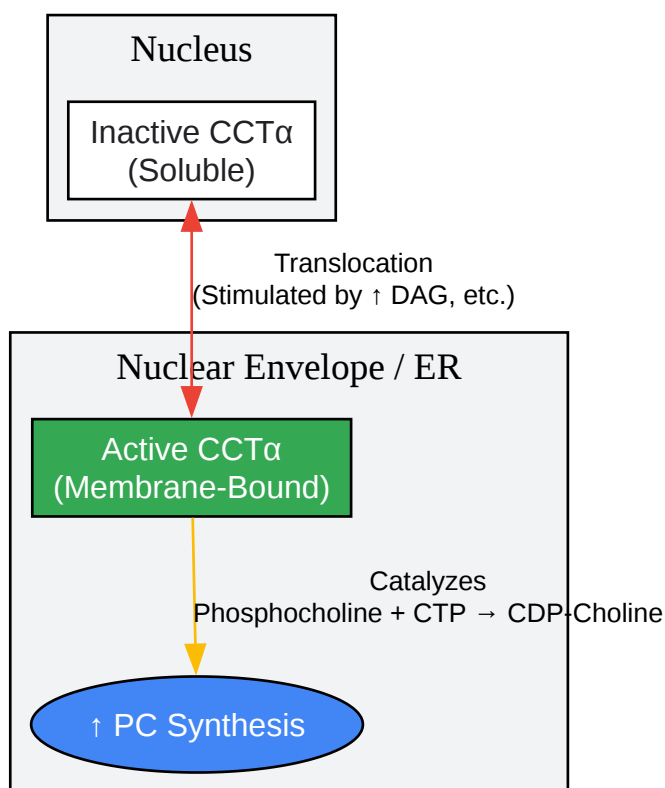 Nucleus
Inactive CCTα
(Soluble)
Translocation
(Stimulated by ↑ DAG, etc.)
Nuclear Envelope / ER
Active CCTα
(Membrane-Bound)
Catalyzes
Phosphocholine + CTP → CDP-Choline
↑ PC Synthesis